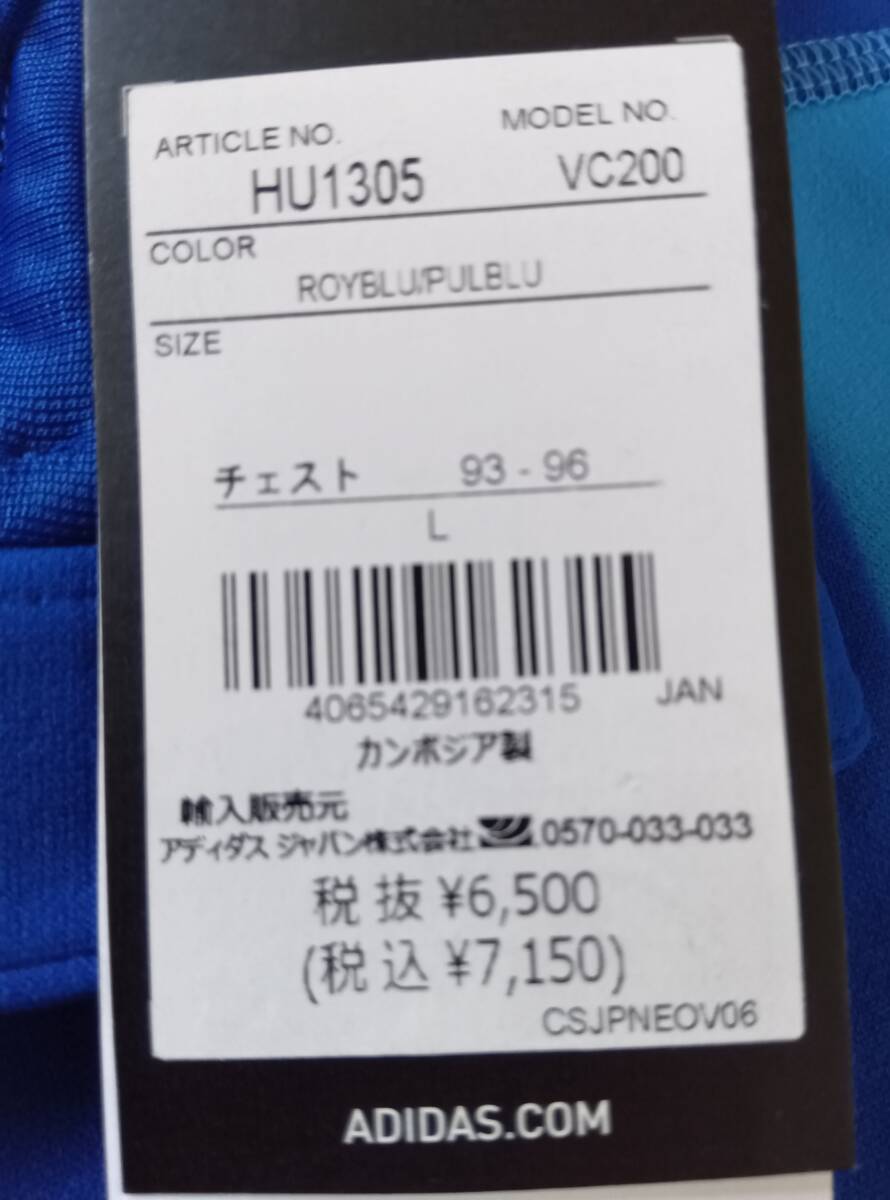 ARTICLE NO. MODEL NO.
HU1305 VC200
COLOR
ROYBLU/PULBLU
SIZE
チェスト 93 - 96
L
4065429162315 JAN
カンボジア製
輸入販売元
アディダス ジャパン株式会社 0570-033-033
税抜 ¥6,500
(税込 ¥7,150)
CSJPNEOV06
ADIDAS.COM